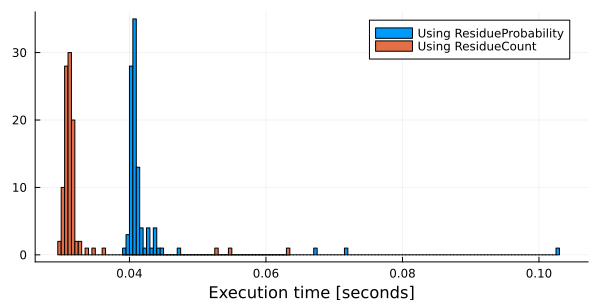 Using ResidueProbability
Using ResidueCount
30
20
10
0
0.04 0.06 0.08 0.10
Execution time [seconds]